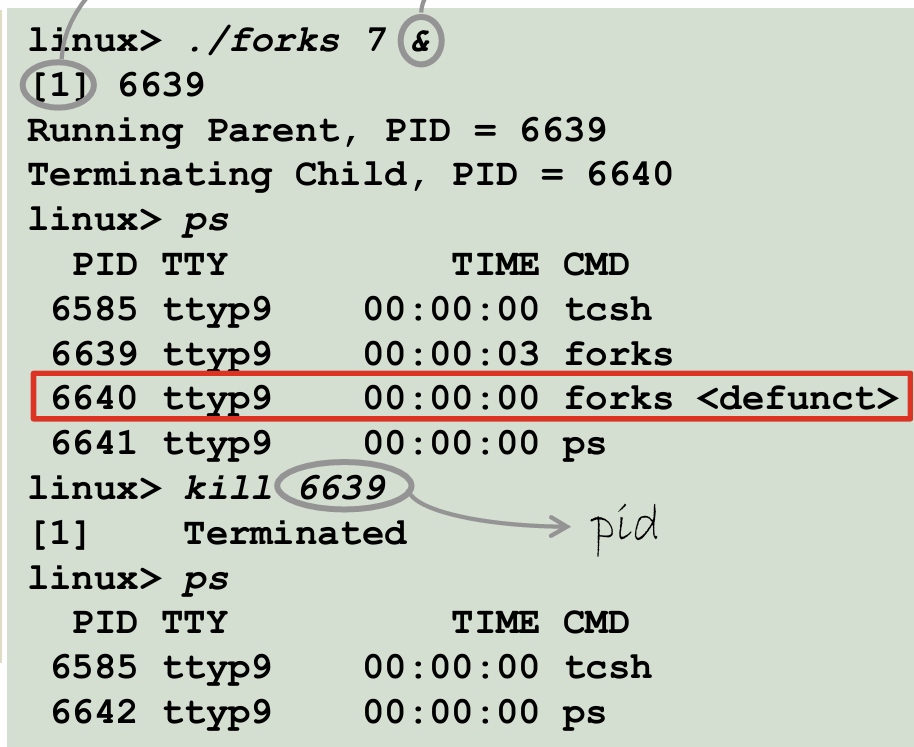 linux> ./forks 7 &
[1] 6639
Running Parent, PID = 6639
Terminating Child, PID = 6640
linux> ps
  PID TTY          TIME CMD
 6585 ttyp9    00:00:00 tcsh
 6639 ttyp9    00:00:03 forks
 6640 ttyp9    00:00:00 forks <defunct>
 6641 ttyp9    00:00:00 ps
linux> kill 6639
[1]    Terminated
pid
linux> ps
  PID TTY          TIME CMD
 6585 ttyp9    00:00:00 tcsh
 6642 ttyp9    00:00:00 ps